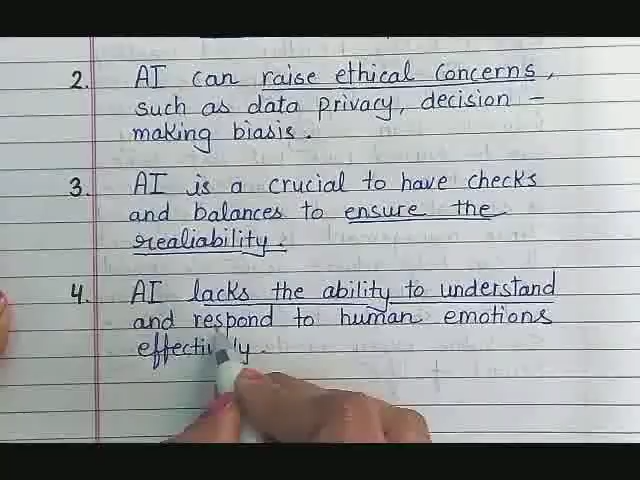 2. AI can raise ethical concerns,
such as data privacy, decision -
making biasis.
3. AI is a crucial to have checks
and balances to ensure the
realiability.
4. AI lacks the ability to understand
and respond to human emotions